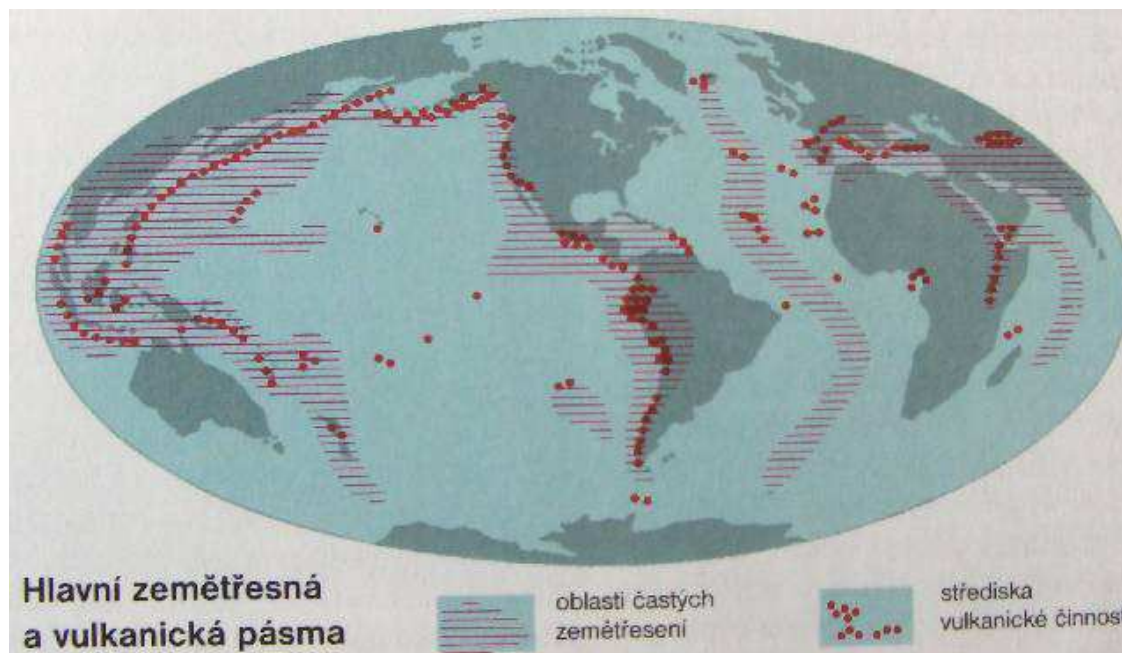 Hlavní zemětřesná
a vulkanická pásma
oblasti častých
zemětřesení
střediska
vulkanické činnost